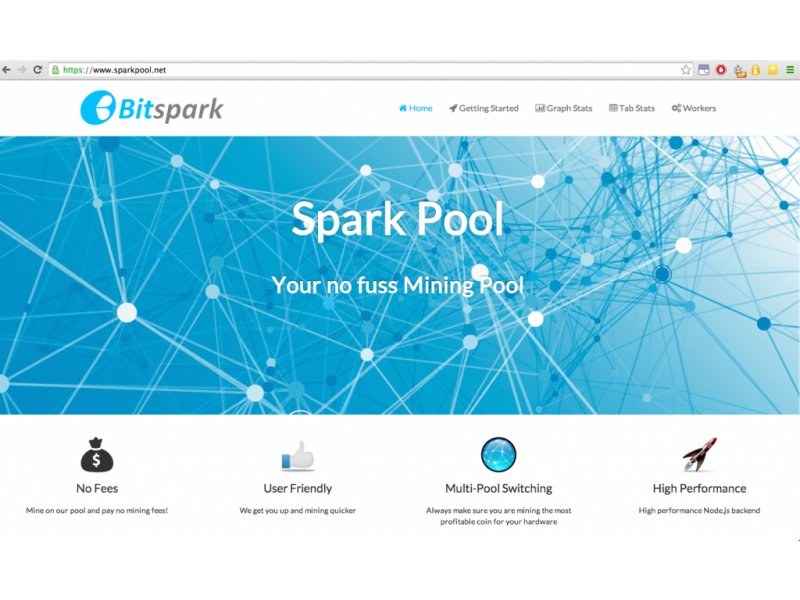 https://www.sparkpool.net
Bitspark
Home Getting Started Graph Stats Tab Stats Workers
Spark Pool
Your no fuss Mining Pool
$
No Fees User Friendly Multi-Pool Switching High Performance
Mine on our pool and pay no mining fees! We get you up and mining quicker Always make sure you are mining the most High performance Node.js backend
profitable coin for your hardware